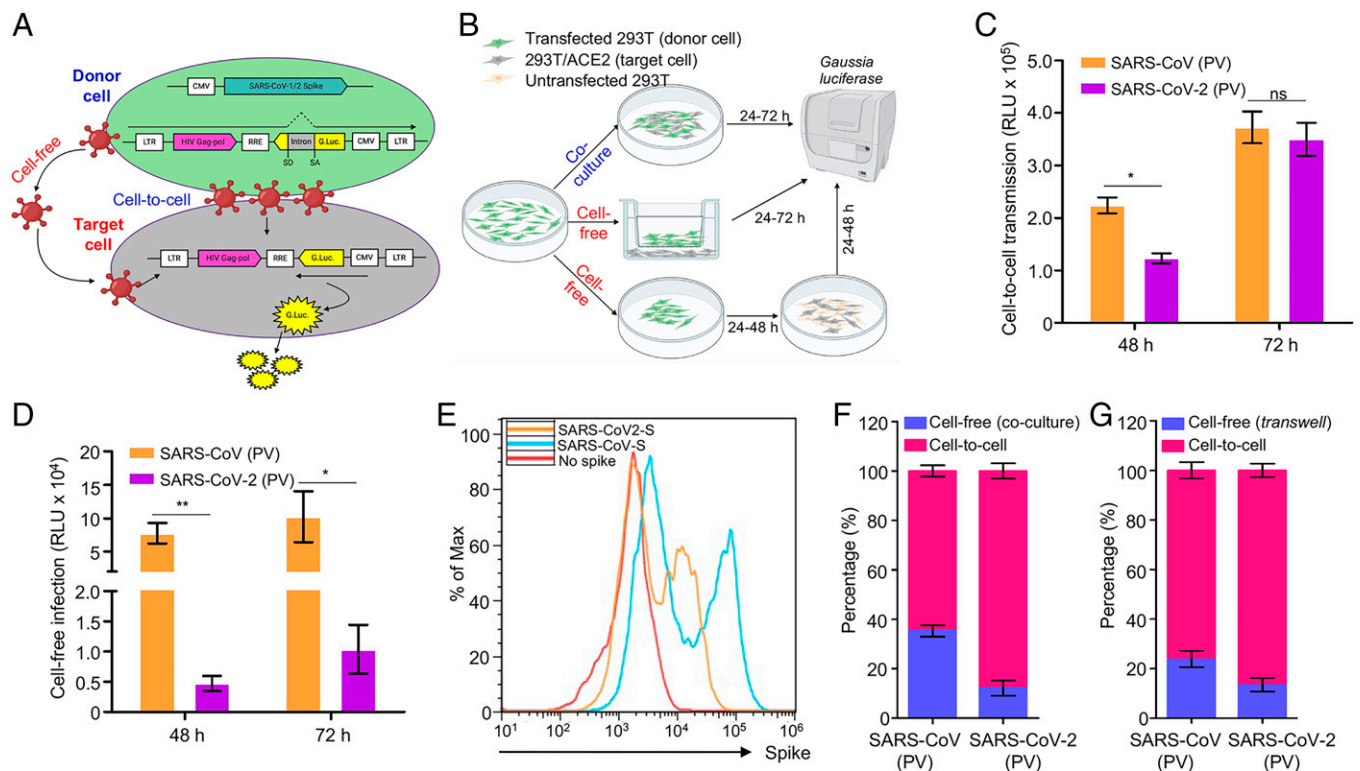 A
Donor
cell
CMV
SARS-CoV-1/2 Spike
LTR
HIV Gag-pol
RRE
Intron
G.Luc.
CMV
LTR
SD
SA
Cell-free
Cell-to-cell
Target
cell
LTR
HIV Gag-pol
RRE
G.Luc.
CMV
LTR
G.Luc.
B
Transfected 293T (donor cell)
293T/ACE2 (target cell)
Untransfected 293T
Gaussia
luciferase
24-72 h
Co-
culture
Cell-
free
24-72 h
Cell-
free
24-48 h
24-48 h
C
Cell-to-cell transmission (RLU x 10⁵)
SARS-CoV (PV)
SARS-CoV-2 (PV)
5.0
4.0
3.0
2.0
1.0
0
*
ns
48 h
72 h
D
Cell-free infection (RLU x 10⁴)
SARS-CoV (PV)
SARS-CoV-2 (PV)
20
15
10
5
2.0
1.5
1.0
0.5
0
**
*
48 h
72 h
E
% of Max
SARS-CoV2-S
SARS-CoV-S
No spike
100
80
60
40
20
0
10¹ 10² 10³ 10⁴ 10⁵ 10⁶
Spike
F
Cell-free (co-culture)
Cell-to-cell
Percentage (%)
120
100
80
60
40
20
0
SARS-CoV SARS-CoV-2
(PV) (PV)
G
Cell-free (transwell)
Cell-to-cell
Percentage (%)
120
100
80
60
40
20
0
SARS-CoV SARS-CoV-2
(PV) (PV)